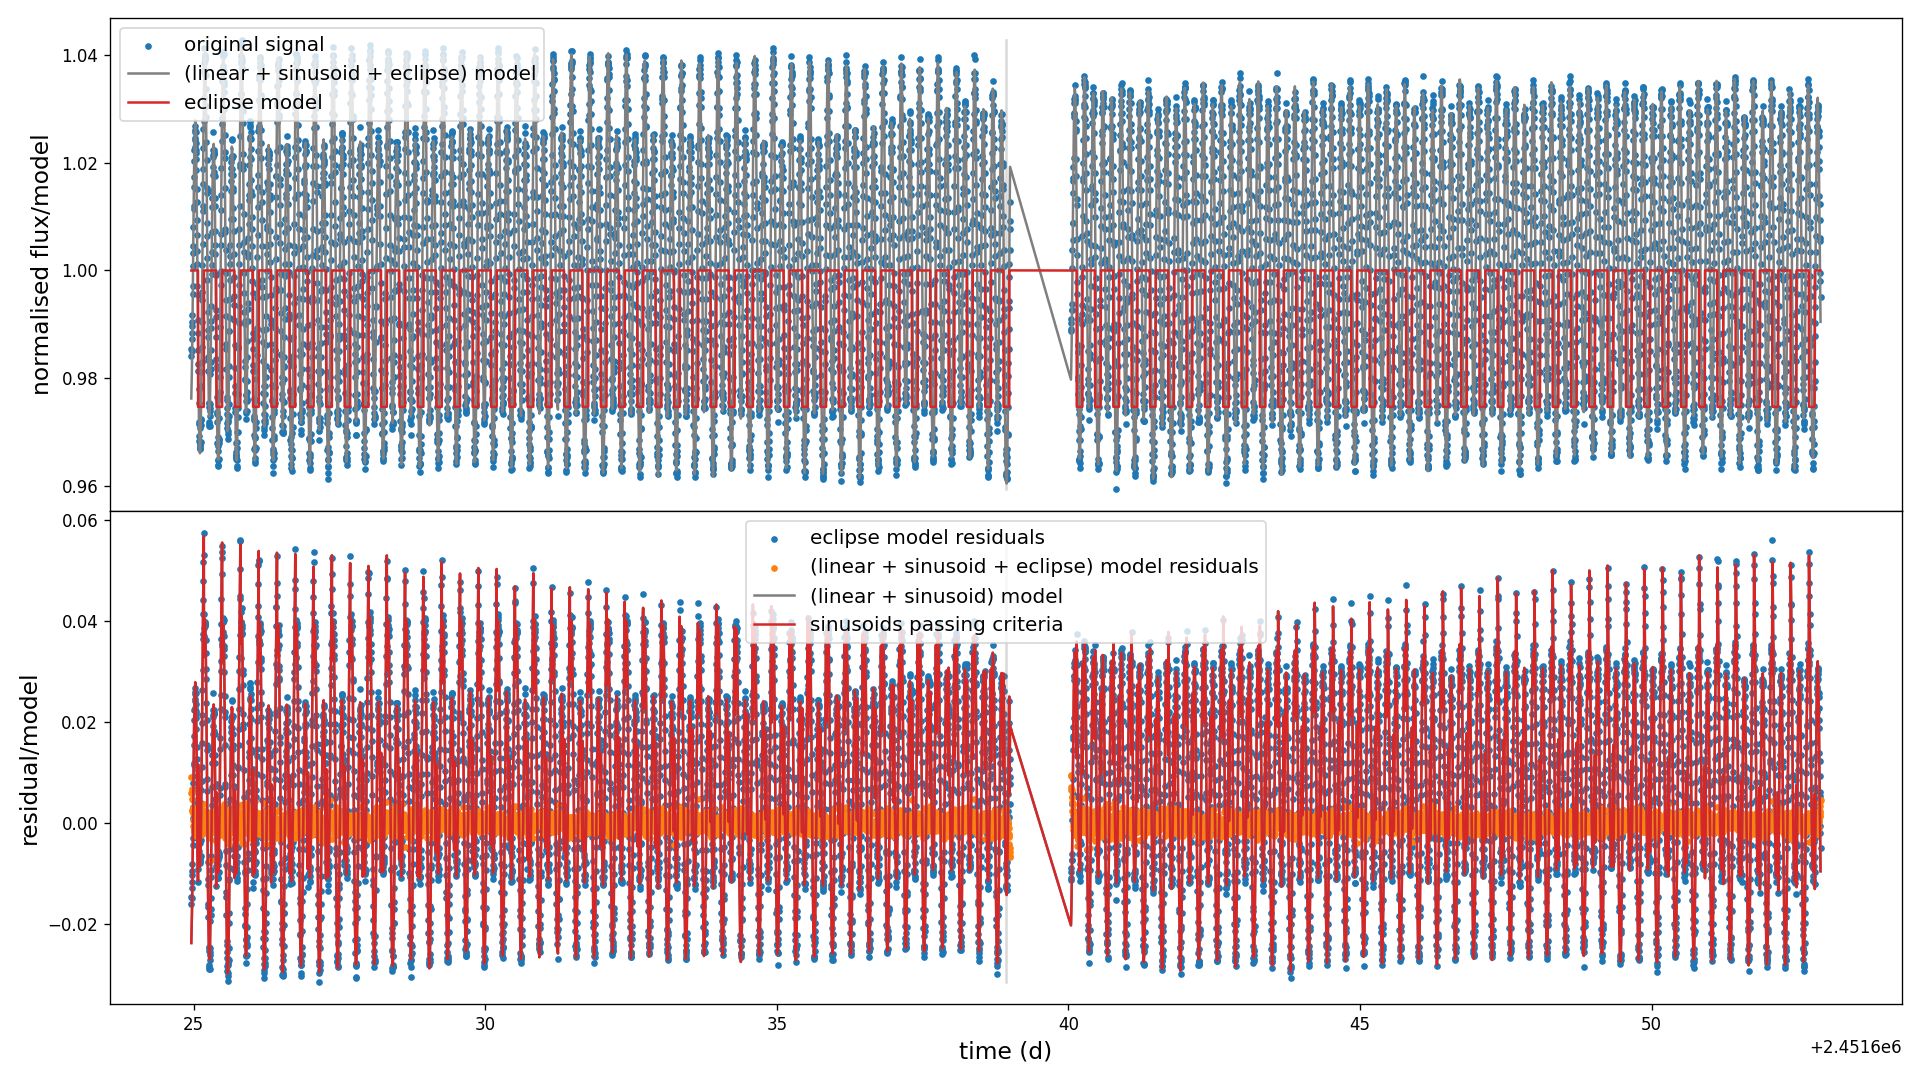 original signal
(linear + sinusoid + eclipse) model
eclipse model
normalised flux/model
1.04
1.02
1.00
0.98
0.96
eclipse model residuals
(linear + sinusoid + eclipse) model residuals
(linear + sinusoid) model
sinusoids passing criteria
residual/model
0.06
0.04
0.02
0.00
−0.02
25
30
35
40
45
50
time (d)
+2.4516e6